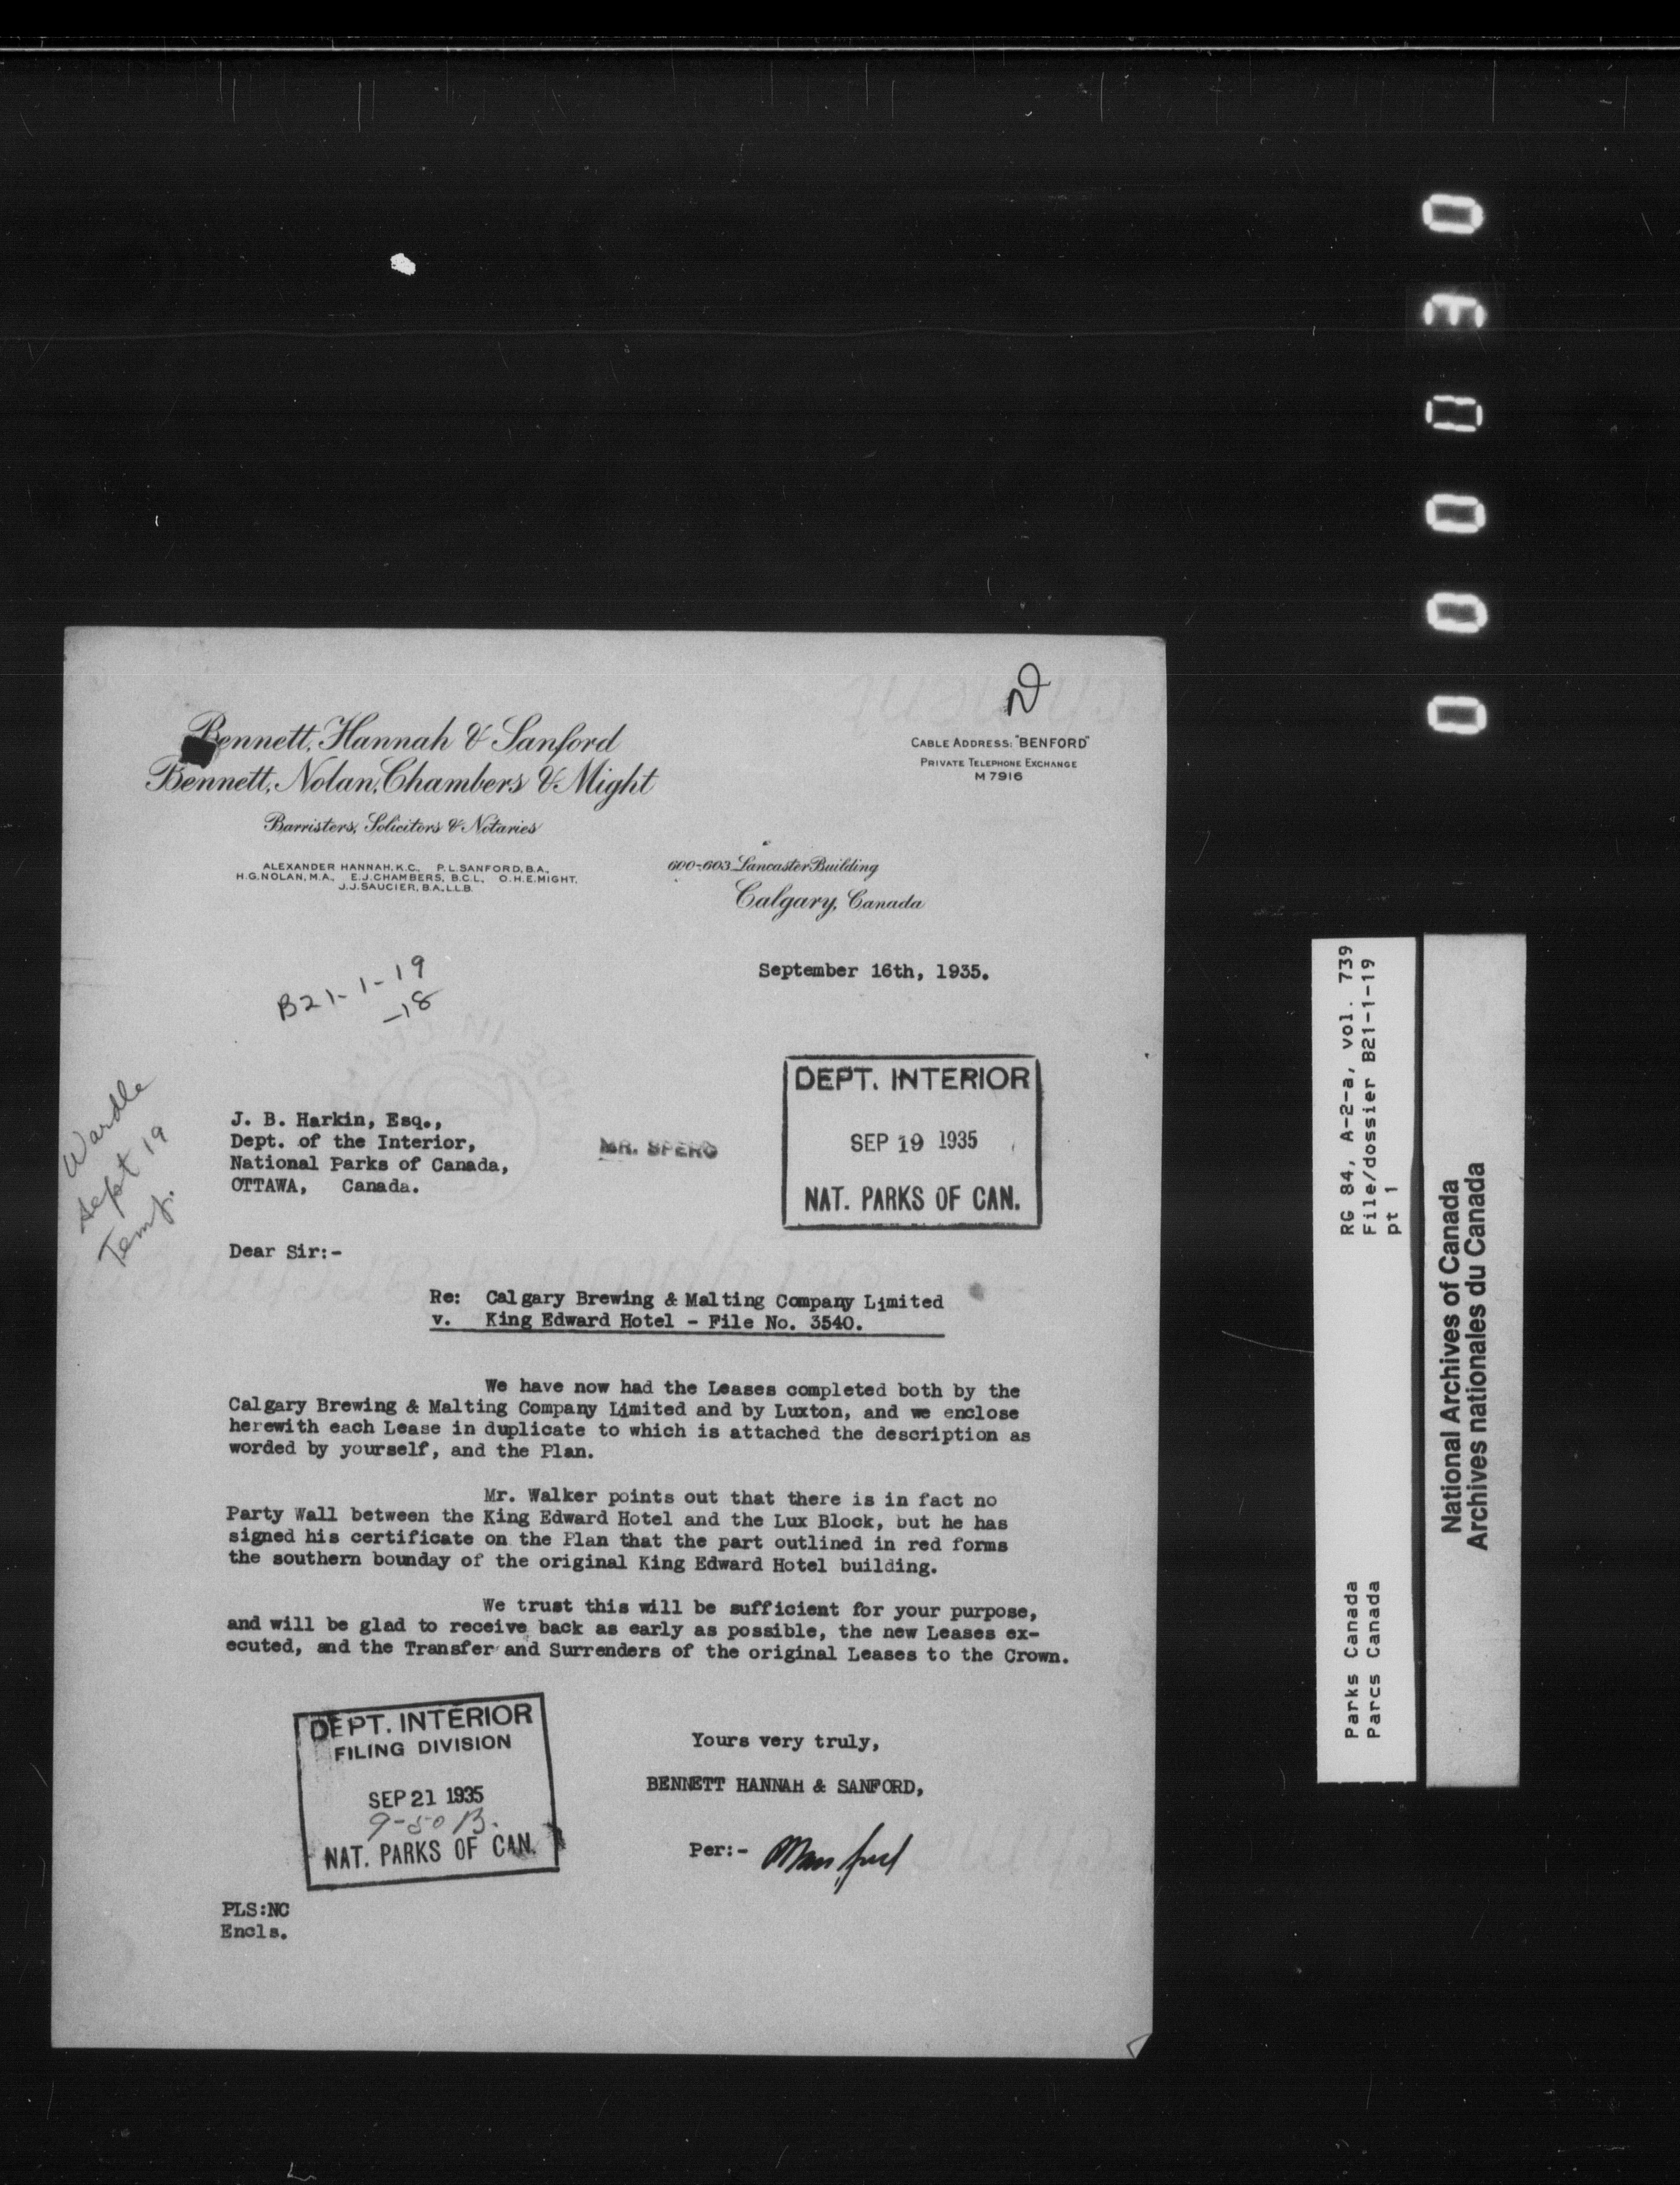 Bennett, Hannah & Sanford
Bennett, Nolan, Chambers & Might
Barristers, Solicitors & Notaries
ALEXANDER HANNAH, K.C., P.L. SANFORD, B.A.,
H.G. NOLAN, M.A., E.J. CHAMBERS, B.C.L., O.H.E. MIGHT,
J.J. SAUCIER, B.A., LL.B.
CABLE ADDRESS: "BENFORD"
PRIVATE TELEPHONE EXCHANGE
M 7916
600-603 Lancaster Building
Calgary, Canada
September 16th, 1935.
B21-1-19
-18
Wardle
Sept 19
Temp.
J. B. Harkin, Esq.,
Dept. of the Interior,
National Parks of Canada,
OTTAWA, Canada.
MR. SPERO
DEPT. INTERIOR
SEP 19 1935
NAT. PARKS OF CAN.
Dear Sir:-
Re: Calgary Brewing & Malting Company Limited
v. King Edward Hotel - File No. 3540.
We have now had the Leases completed both by the
Calgary Brewing & Malting Company Limited and by Luxton, and we enclose
herewith each Lease in duplicate to which is attached the description as
worded by yourself, and the Plan.
Mr. Walker points out that there is in fact no
Party Wall between the King Edward Hotel and the Lux Block, but he has
signed his certificate on the Plan that the part outlined in red forms
the southern bounday of the original King Edward Hotel building.
We trust this will be sufficient for your purpose,
and will be glad to receive back as early as possible, the new Leases ex-
ecuted, and the Transfer and Surrenders of the original Leases to the Crown.
DEPT. INTERIOR
FILING DIVISION
SEP 21 1935
9-50 B.
NAT. PARKS OF CAN.
Yours very truly,
BENNETT HANNAH & SANFORD,
Per:-
PLS:NC
Encls.
RG 84, A-2-a, vol. 739
File/dossier B21-1-19
pt 1
Parks Canada
Parcs Canada
National Archives of Canada
Archives nationales du Canada